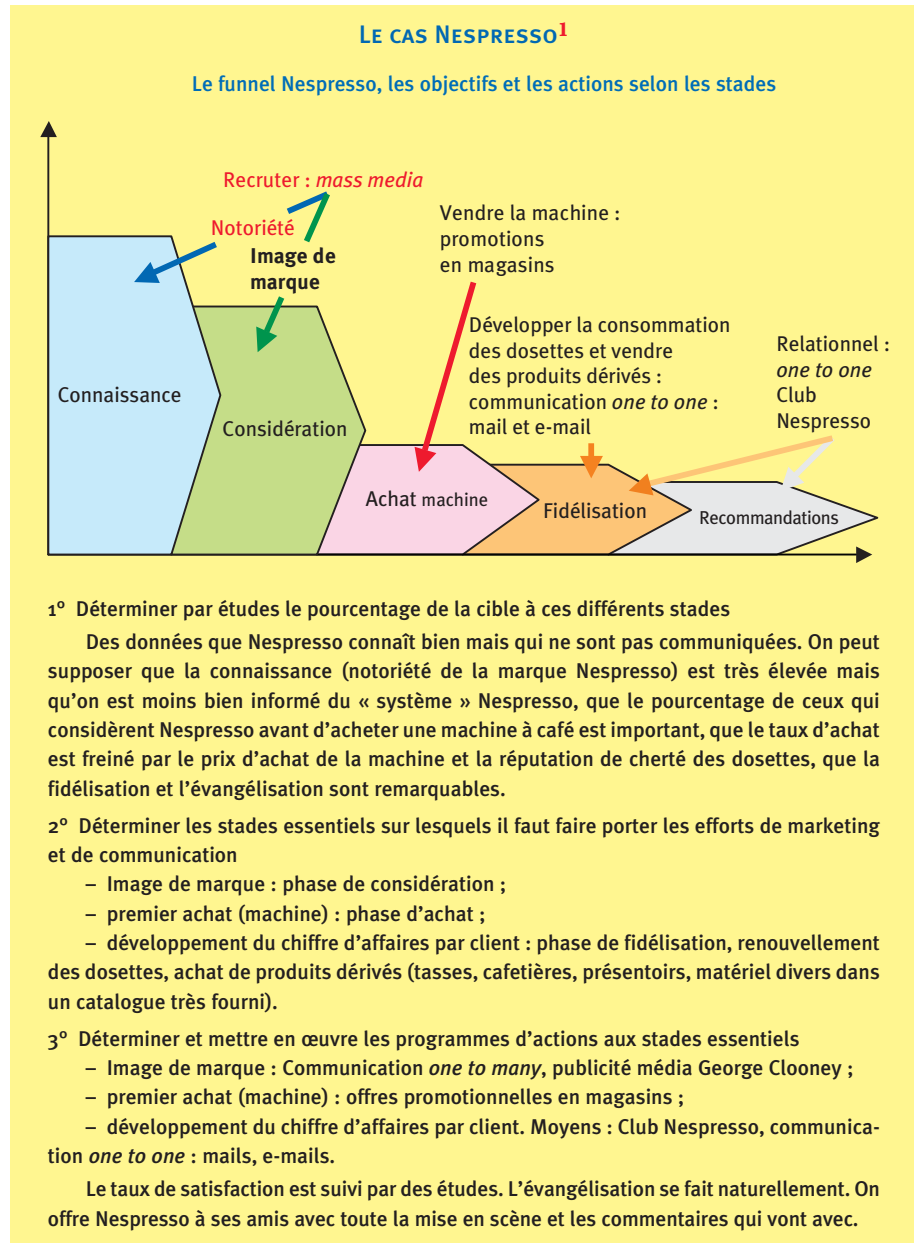 LE CAS NESPRESSO¹
Le funnel Nespresso, les objectifs et les actions selon les stades
Recruter : mass media
Notoriété
Image de
marque
Vendre la machine :
promotions
en magasins
Développer la consommation
des dosettes et vendre
des produits dérivés :
communication one to one :
mail et e-mail
Relationnel :
one to one
Club
Nespresso
Connaissance
Considération
Achat machine
Fidélisation
Recommandations
1° Déterminer par études le pourcentage de la cible à ces différents stades
Des données que Nespresso connaît bien mais qui ne sont pas communiquées. On peut
supposer que la connaissance (notoriété de la marque Nespresso) est très élevée mais
qu’on est moins bien informé du « système » Nespresso, que le pourcentage de ceux qui
considèrent Nespresso avant d’acheter une machine à café est important, que le taux d’achat
est freiné par le prix d’achat de la machine et la réputation de cherté des dosettes, que la
fidélisation et l’évangélisation sont remarquables.
2° Déterminer les stades essentiels sur lesquels il faut faire porter les efforts de marketing
et de communication
– Image de marque : phase de considération ;
– premier achat (machine) : phase d’achat ;
– développement du chiffre d’affaires par client : phase de fidélisation, renouvellement
des dosettes, achat de produits dérivés (tasses, cafetières, présentoirs, matériel divers dans
un catalogue très fourni).
3° Déterminer et mettre en œuvre les programmes d’actions aux stades essentiels
– Image de marque : Communication one to many, publicité média George Clooney ;
– premier achat (machine) : offres promotionnelles en magasins ;
– développement du chiffre d’affaires par client. Moyens : Club Nespresso, communica-
tion one to one : mails, e-mails.
Le taux de satisfaction est suivi par des études. L’évangélisation se fait naturellement. On
offre Nespresso à ses amis avec toute la mise en scène et les commentaires qui vont avec.